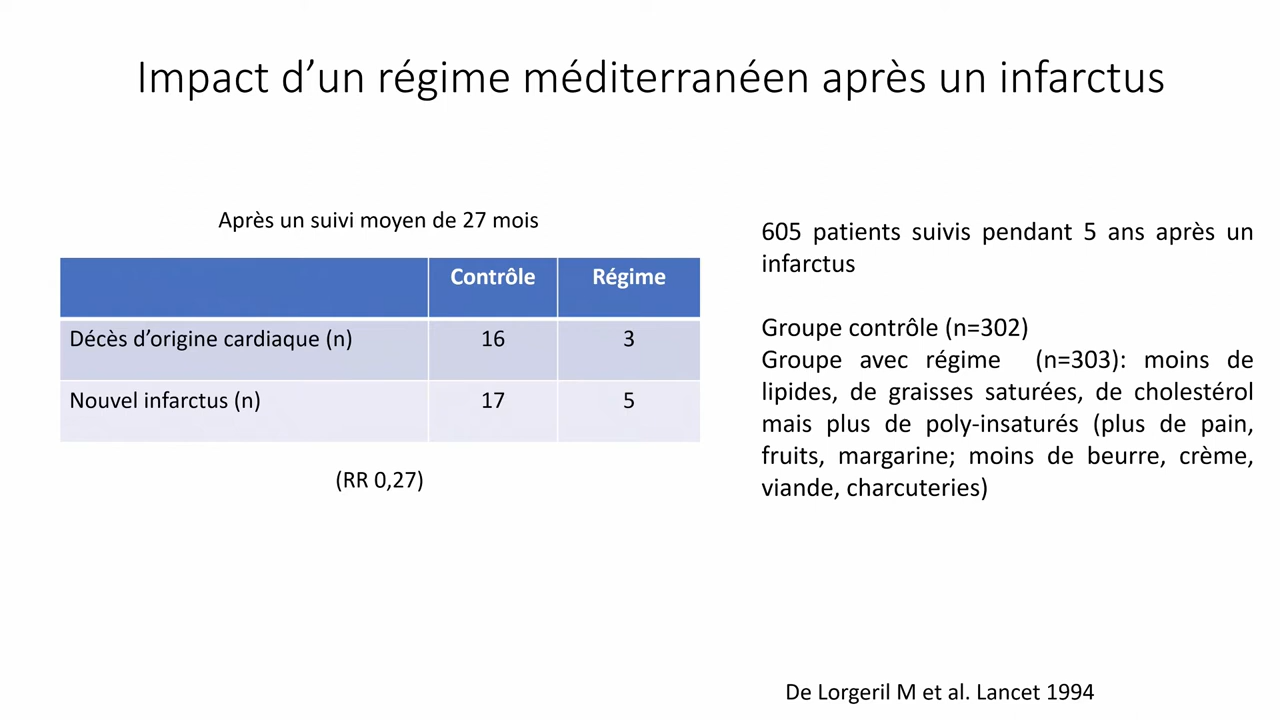 Impact d’un régime méditerranéen après un infarctus
Après un suivi moyen de 27 mois
Contrôle Régime
Décès d’origine cardiaque (n) 16 3
Nouvel infarctus (n) 17 5
(RR 0,27)
605 patients suivis pendant 5 ans après un
infarctus
Groupe contrôle (n=302)
Groupe avec régime (n=303): moins de
lipides, de graisses saturées, de cholestérol
mais plus de poly-insaturés (plus de pain,
fruits, margarine; moins de beurre, crème,
viande, charcuteries)
De Lorgeril M et al. Lancet 1994